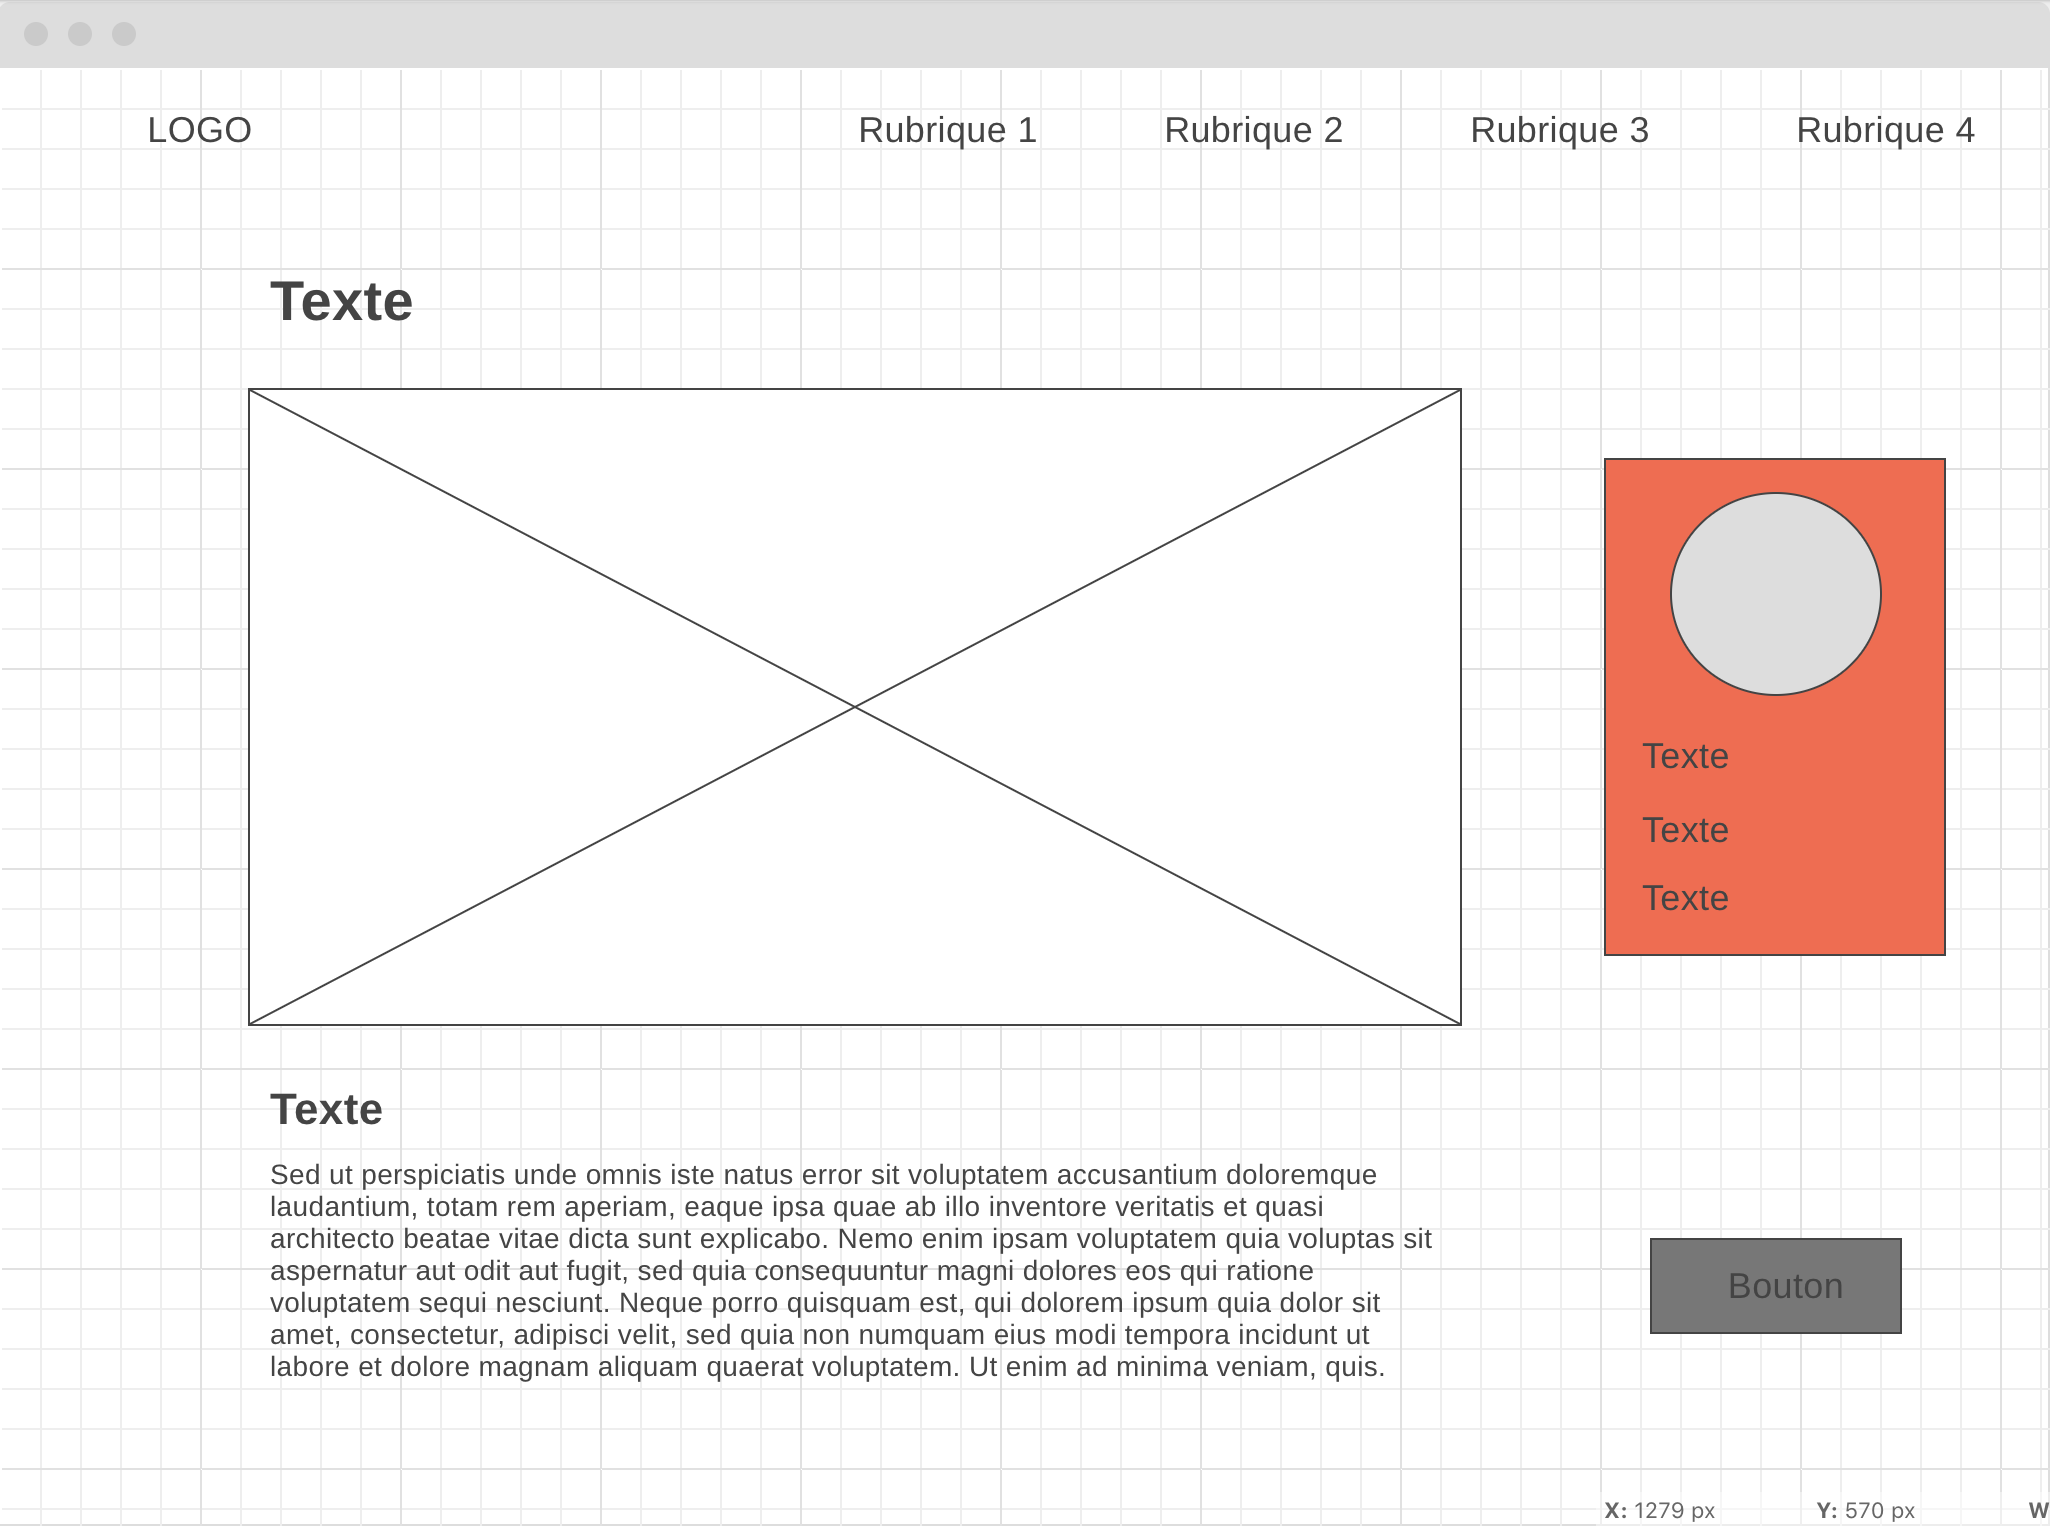 LOGO
Rubrique 1
Rubrique 2
Rubrique 3
Rubrique 4
Texte
Texte
Texte
Texte
Texte
Sed ut perspiciatis unde omnis iste natus error sit voluptatem accusantium doloremque
laudantium, totam rem aperiam, eaque ipsa quae ab illo inventore veritatis et quasi
architecto beatae vitae dicta sunt explicabo. Nemo enim ipsam voluptatem quia voluptas sit
aspernatur aut odit aut fugit, sed quia consequuntur magni dolores eos qui ratione
voluptatem sequi nesciunt. Neque porro quisquam est, qui dolorem ipsum quia dolor sit
amet, consectetur, adipisci velit, sed quia non numquam eius modi tempora incidunt ut
labore et dolore magnam aliquam quaerat voluptatem. Ut enim ad minima veniam, quis.
Bouton
X: 1279 px
Y: 570 px
W